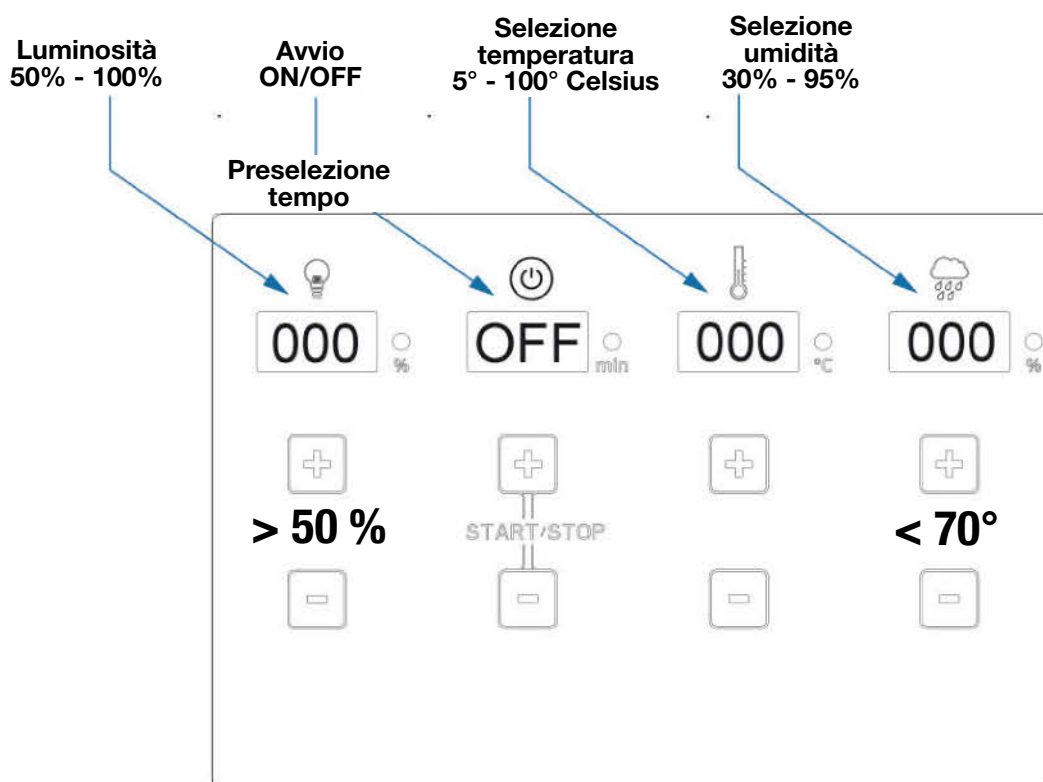 Luminosità
50% - 100%
Avvio
ON/OFF
Selezione
temperatura
5° - 100° Celsius
Selezione
umidità
30% - 95%
Preselezione
tempo
000
%
OFF
min
000
°C
000
%
> 50 %
START/STOP
< 70°